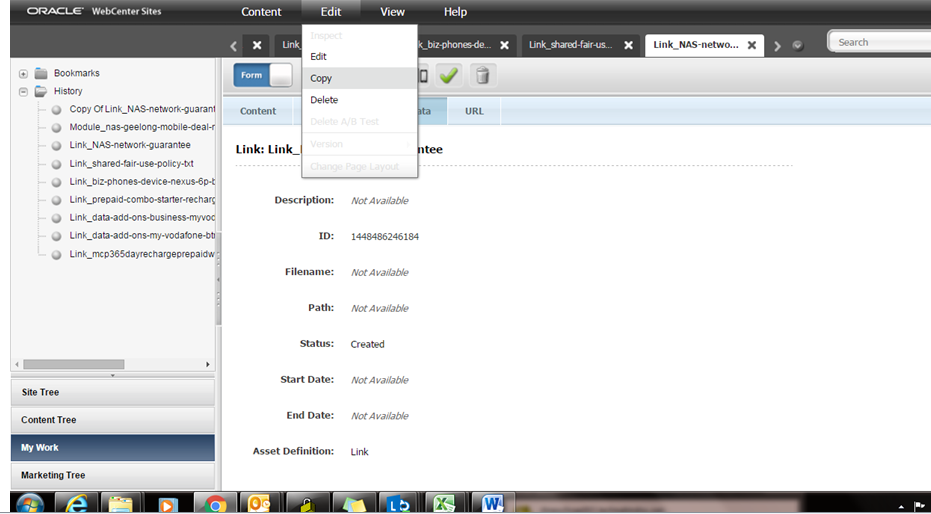 ORACLE WebCenter Sites
Content Edit View Help
Link_
k_biz-phones-de...
Link_shared-fair-us...
Link_NAS-netwo...
Search
Inspect
Edit
Copy
Delete
Delete A/B Test
Version
Change Page Layout
Bookmarks
History
Copy Of Link_NAS-network-guarant
Module_nas-geelong-mobile-deal-r
Link_NAS-network-guarantee
Link_shared-fair-use-policy-txt
Link_biz-phones-device-nexus-6p-b
Link_prepaid-combo-starter-recharg
Link_data-add-ons-business-myvod
Link_data-add-ons-my-vodafone-btn
Link_mcp365dayrechargeprepaidw
Form
Content
ata
URL
Link: Link_
ee
Description: Not Available
ID: 1448486246184
Filename: Not Available
Path: Not Available
Status: Created
Start Date: Not Available
End Date: Not Available
Asset Definition: Link
Site Tree
Content Tree
My Work
Marketing Tree